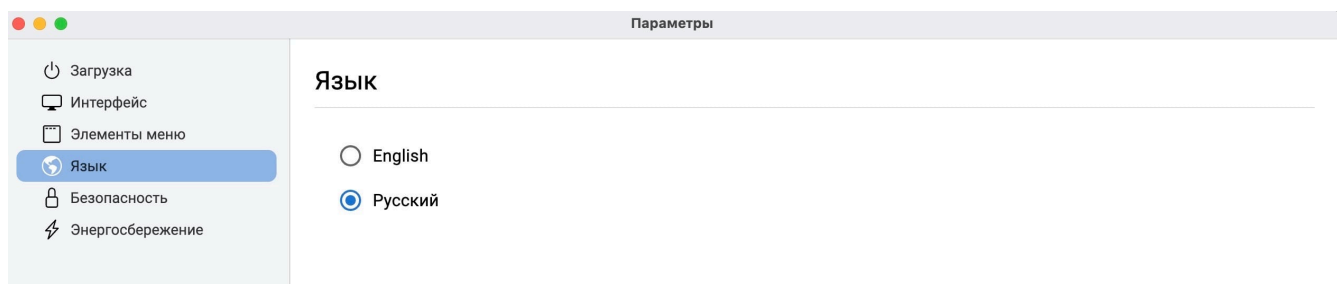 Параметры
Загрузка
Интерфейс
Элементы меню
Язык
Безопасность
Энергосбережение
Язык
English
Русский